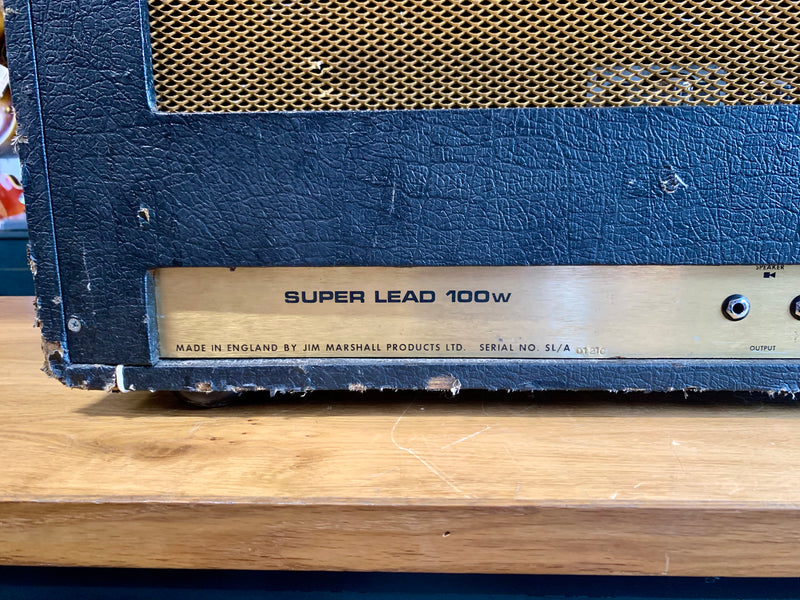 SPEAKER
SUPER LEAD 100w
MADE IN ENGLAND BY JIM MARSHALL PRODUCTS LTD. SERIAL NO. SL/A
OUTPUT